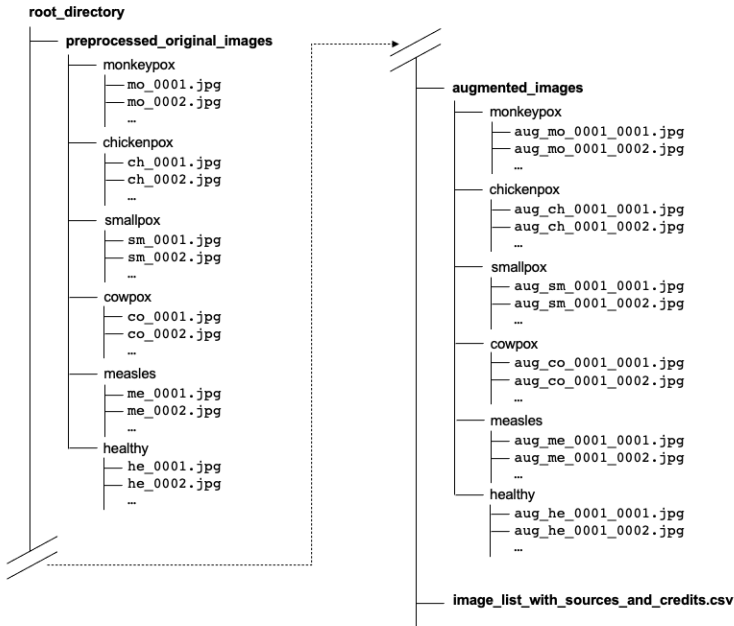 root_directory
preprocessed_original_images
monkeypox
mo_0001.jpg
mo_0002.jpg
…
chickenpox
ch_0001.jpg
ch_0002.jpg
…
smallpox
sm_0001.jpg
sm_0002.jpg
…
cowpox
co_0001.jpg
co_0002.jpg
…
measles
me_0001.jpg
me_0002.jpg
…
healthy
he_0001.jpg
he_0002.jpg
…
augmented_images
monkeypox
aug_mo_0001_0001.jpg
aug_mo_0001_0002.jpg
…
chickenpox
aug_ch_0001_0001.jpg
aug_ch_0001_0002.jpg
…
smallpox
aug_sm_0001_0001.jpg
aug_sm_0001_0002.jpg
…
cowpox
aug_co_0001_0001.jpg
aug_co_0001_0002.jpg
…
measles
aug_me_0001_0001.jpg
aug_me_0001_0002.jpg
…
healthy
aug_he_0001_0001.jpg
aug_he_0001_0002.jpg
…
image_list_with_sources_and_credits.csv